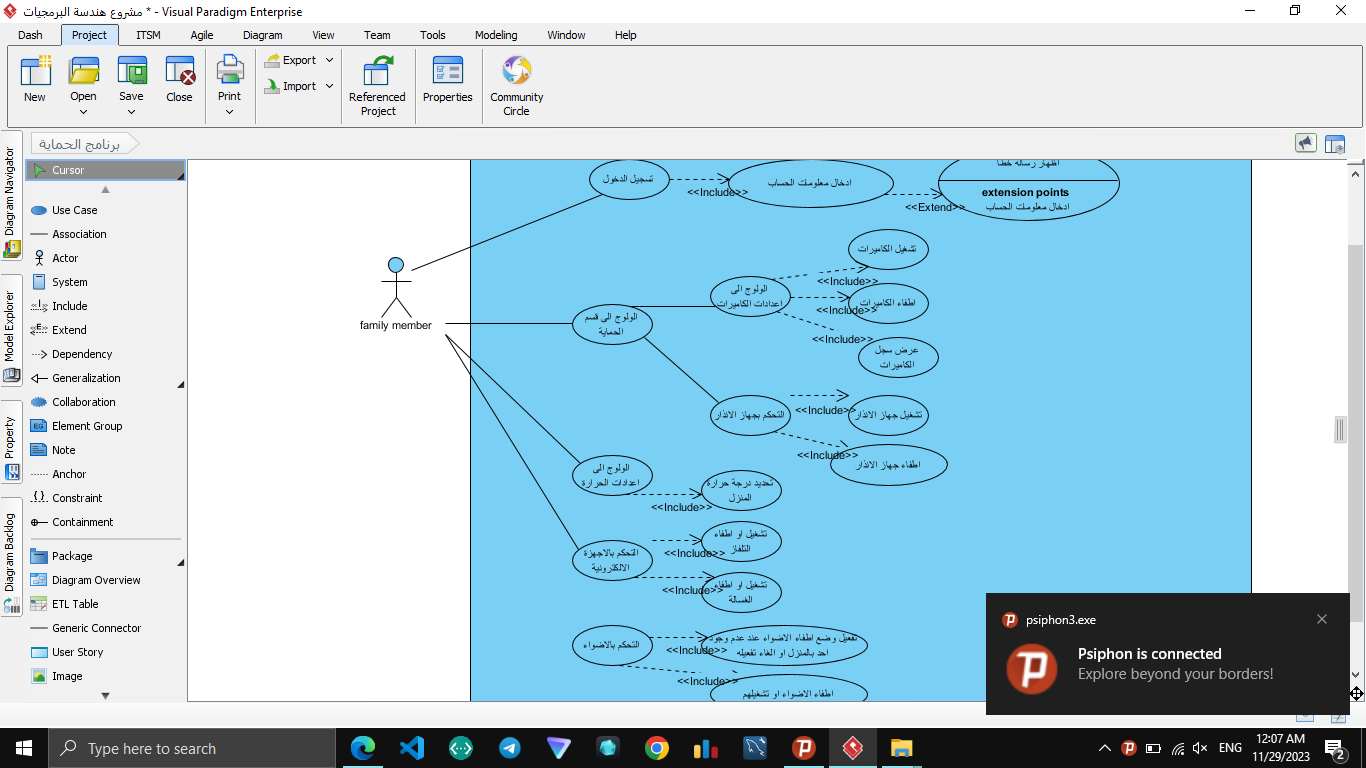 مشروع هندسة البرمجيات * - Visual Paradigm Enterprise
Dash Project ITSM Agile Diagram View Team Tools Modeling Window Help
New Open Save Close Print Export Import Referenced Project Properties Community Circle
برنامج الحماية
Diagram Navigator
Model Explorer
Property
Diagram Backlog
Cursor
Use Case
Association
Actor
System
Include
Extend
Dependency
Generalization
Collaboration
Element Group
Note
Anchor
Constraint
Containment
Package
Diagram Overview
ETL Table
Generic Connector
User Story
Image
family member
تسجيل الدخول
<<Include>>
ادخال معلومات الحساب
<<Extend>>
اظهار رسالة خطا
extension points
ادخال معلومات الحساب
الولوج الى قسم
الحماية
الولوج الى
اعدادات الكاميرات
<<Include>>
تشغيل الكاميرات
<<Include>>
اطفاء الكاميرات
<<Include>>
عرض سجل
الكاميرات
التحكم بجهاز الانذار
<<Include>>
تشغيل جهاز الانذار
<<Include>>
اطفاء جهاز الانذار
الولوج الى
اعدادات الحرارة
<<Include>>
تحديد درجة حرارة
المنزل
التحكم بالاجهزة
الالكترونية
<<Include>>
تشغيل او اطفاء
التلفاز
<<Include>>
تشغيل او اطفاء
الغسالة
التحكم بالاضواء
<<Include>>
تفعيل وضع اطفاء الاضواء عند عدم وجود
احد بالمنزل او الغاء تفعيله
<<Include>>
اطفاء الاضواء او تشغيلهم
psiphon3.exe
Psiphon is connected
Explore beyond your borders!
Type here to search
ENG
12:07 AM
11/29/2023
2